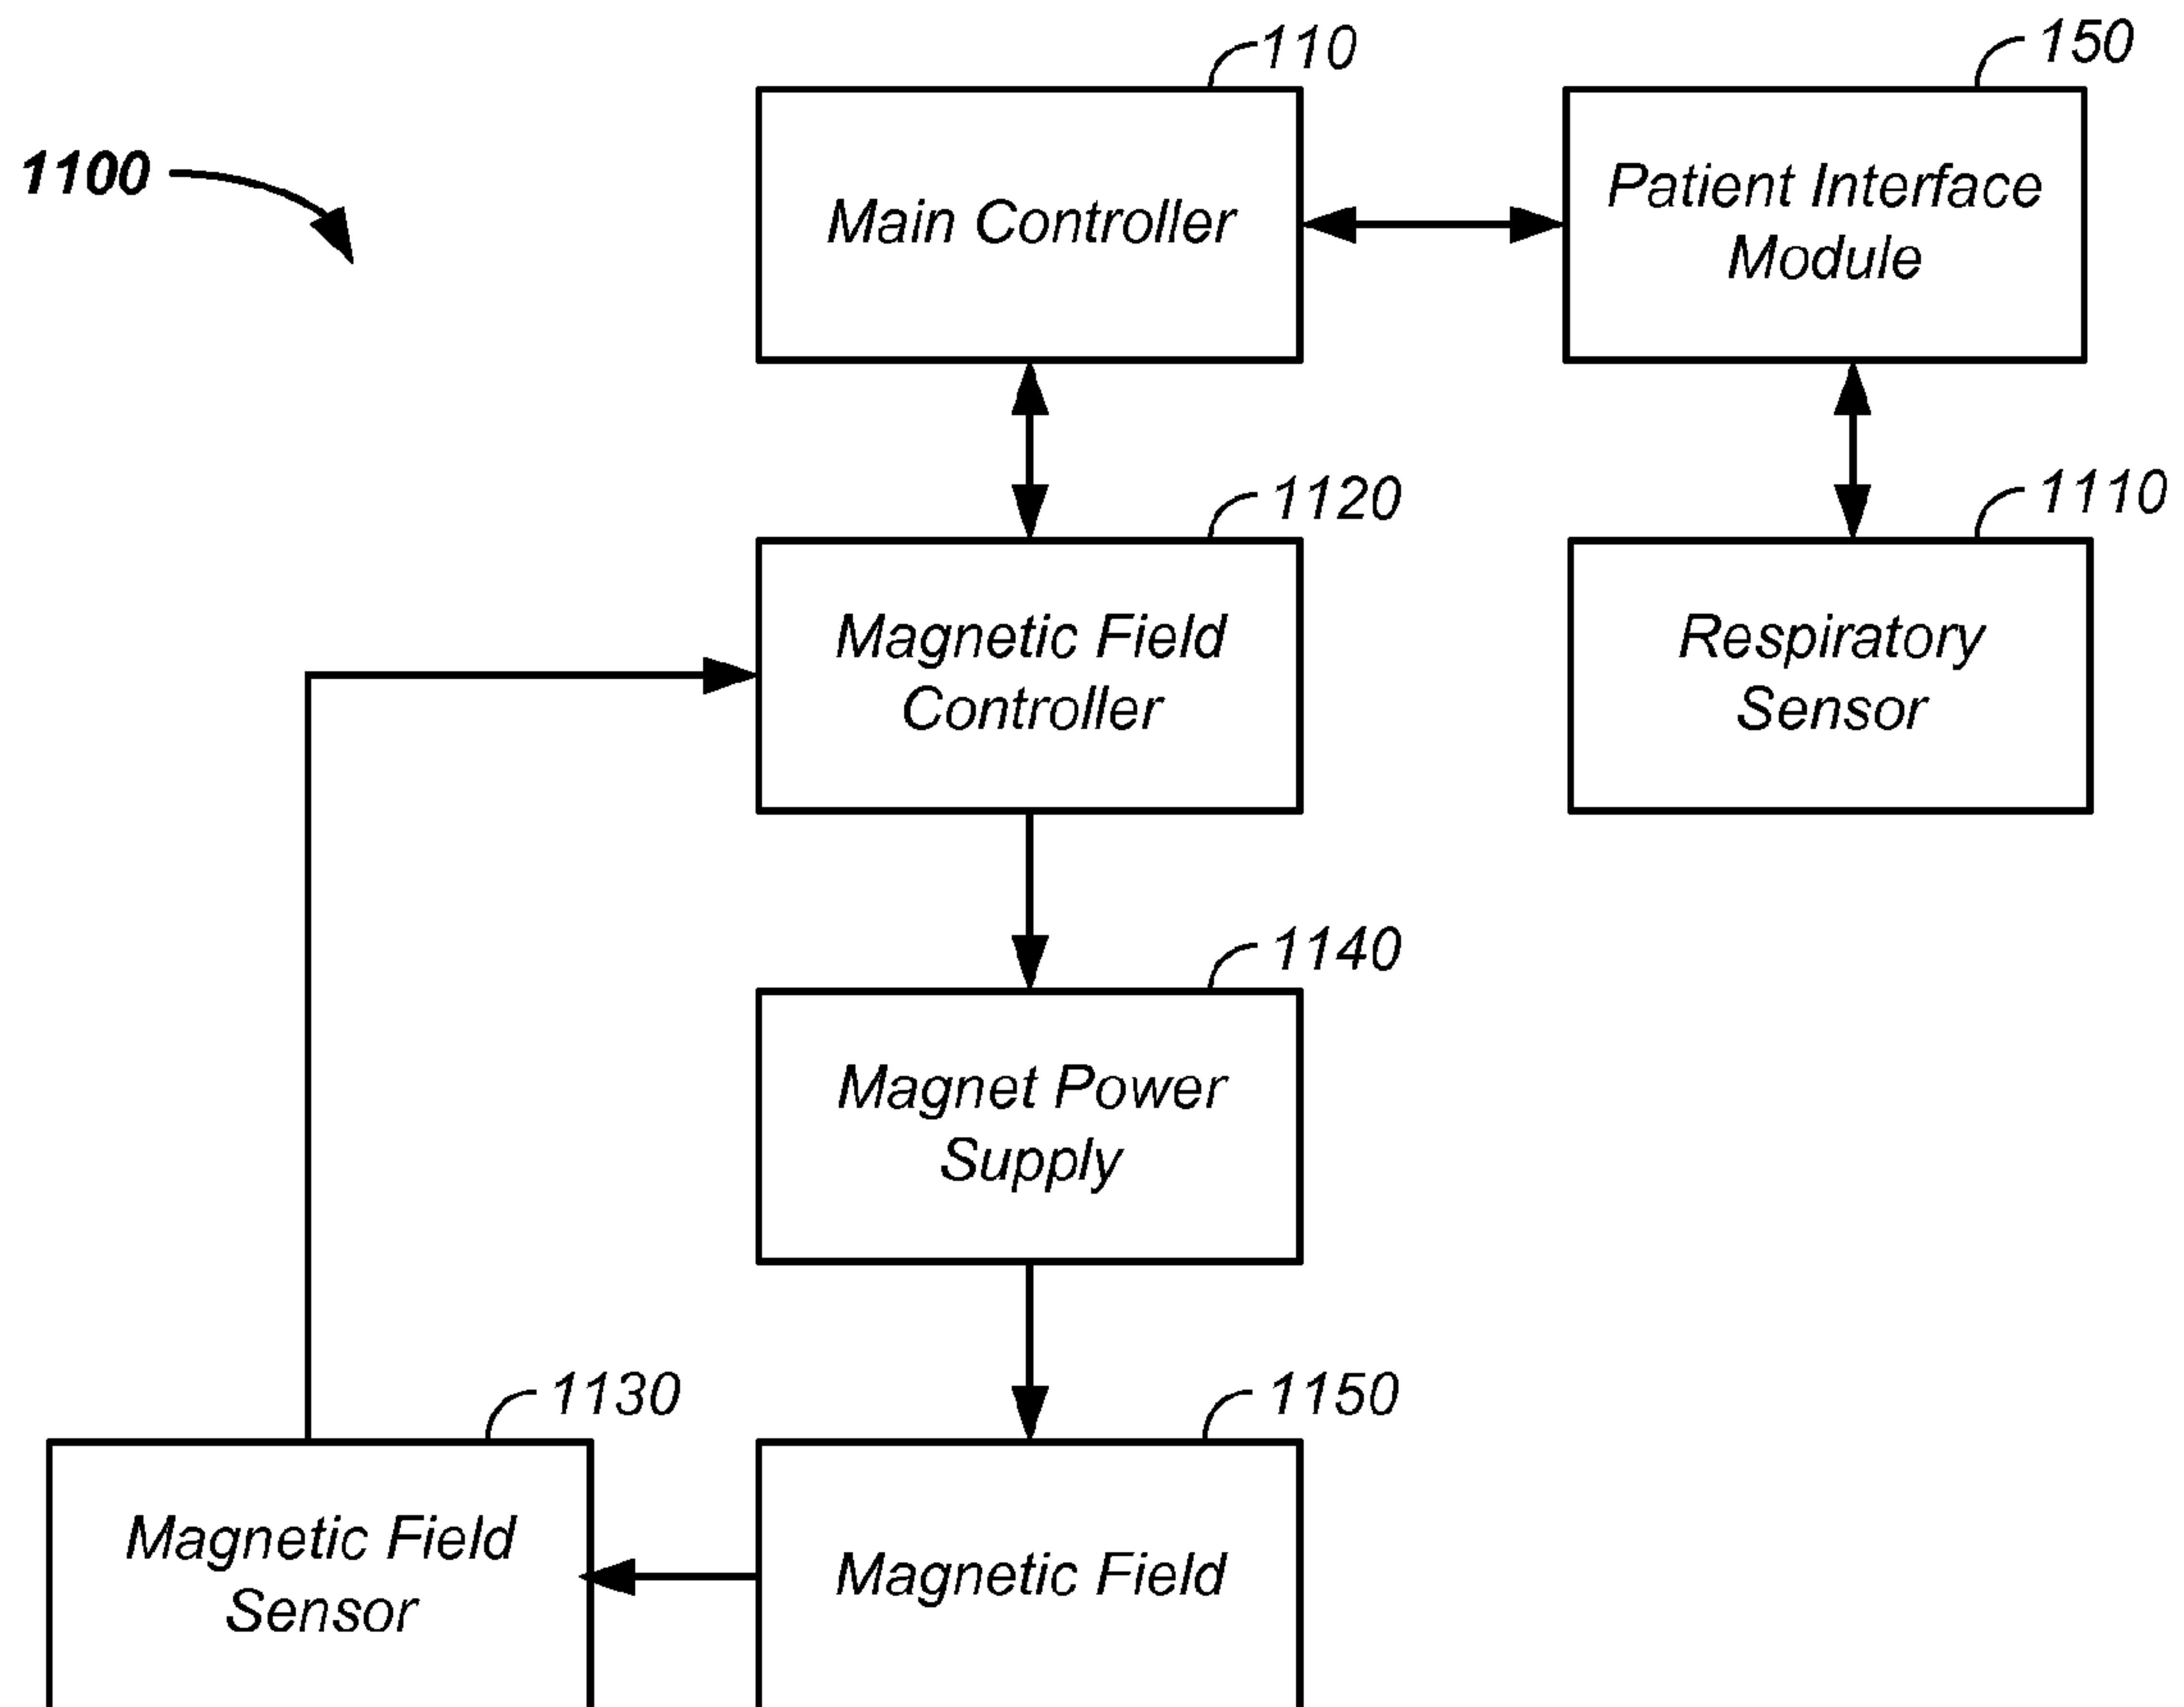 110
150
1100
Main Controller
Patient Interface
Module
1120
1110
Magnetic Field
Controller
Respiratory
Sensor
1140
Magnet Power
Supply
1130
1150
Magnetic Field
Sensor
Magnetic Field